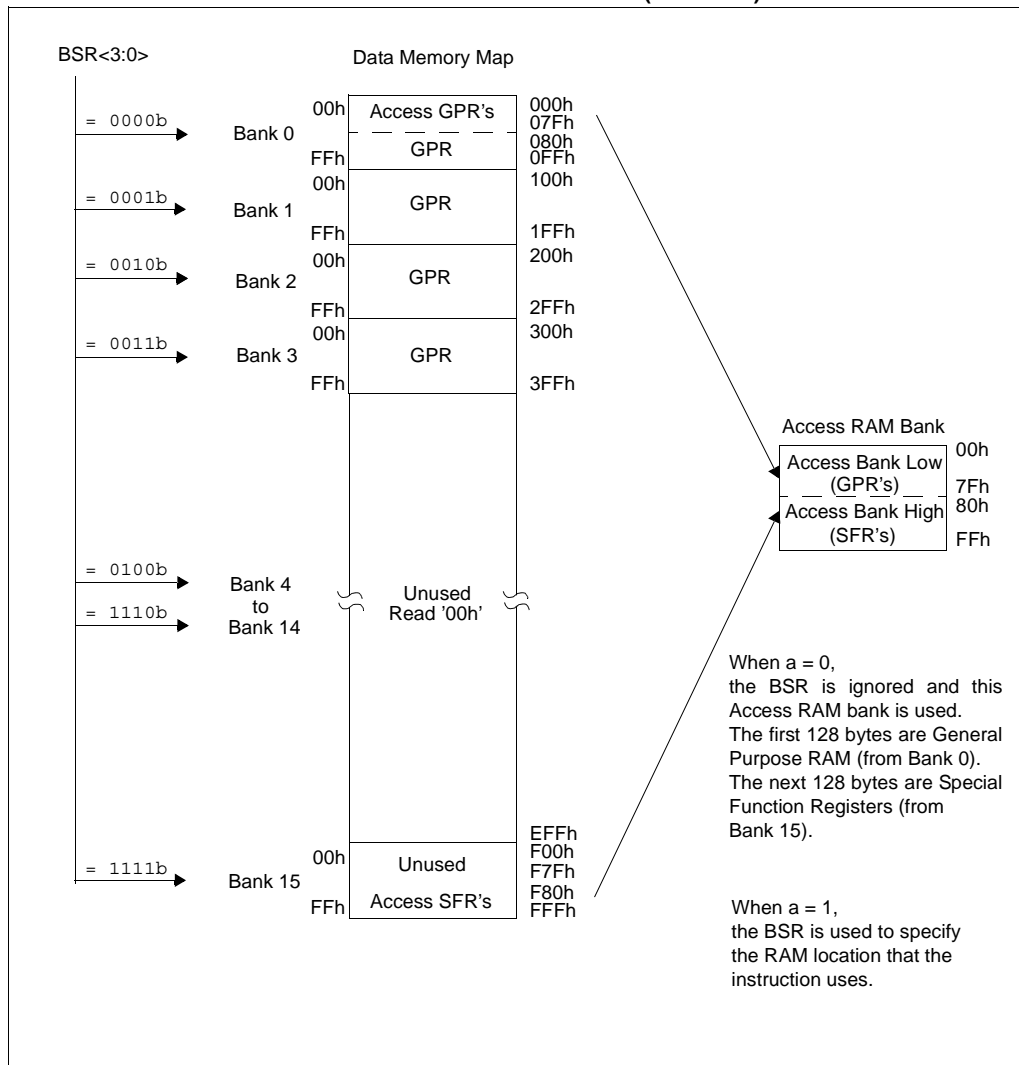 BSR<3:0>
Data Memory Map
= 0000b
Bank 0
00h
FFh
Access GPR's
GPR
000h
07Fh
080h
0FFh
= 0001b
Bank 1
00h
FFh
GPR
100h
1FFh
= 0010b
Bank 2
00h
FFh
GPR
200h
2FFh
= 0011b
Bank 3
00h
FFh
GPR
300h
3FFh
Access RAM Bank
Access Bank Low
(GPR's)
Access Bank High
(SFR's)
00h
7Fh
80h
FFh
= 0100b
= 1110b
Bank 4
to
Bank 14
Unused
Read '00h'
When a = 0,
the BSR is ignored and this
Access RAM bank is used.
The first 128 bytes are General
Purpose RAM (from Bank 0).
The next 128 bytes are Special
Function Registers (from
Bank 15).
= 1111b
Bank 15
00h
FFh
Unused
Access SFR's
EFFh
F00h
F7Fh
F80h
FFFh
When a = 1,
the BSR is used to specify
the RAM location that the
instruction uses.